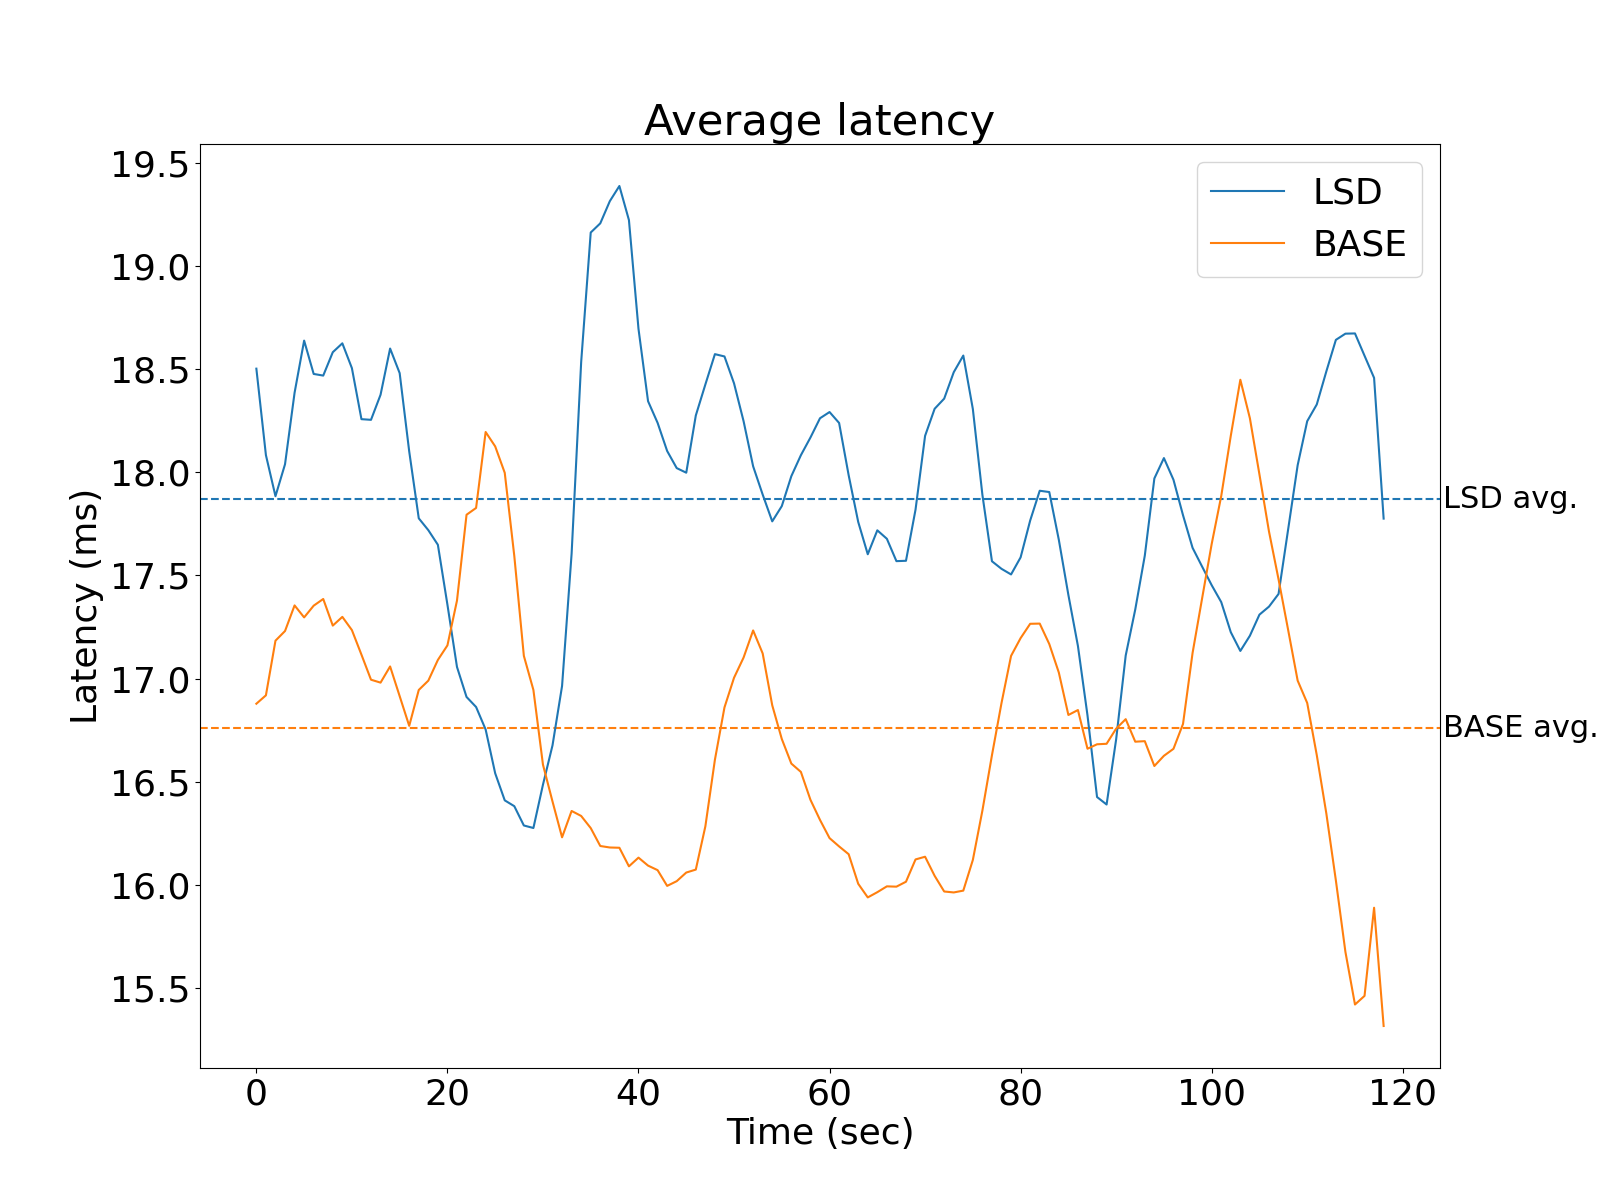 Average latency
LSD
BASE
19.5
19.0
18.5
18.0
17.5
17.0
16.5
16.0
15.5
Latency (ms)
LSD avg.
BASE avg.
0 20 40 60 80 100 120
Time (sec)